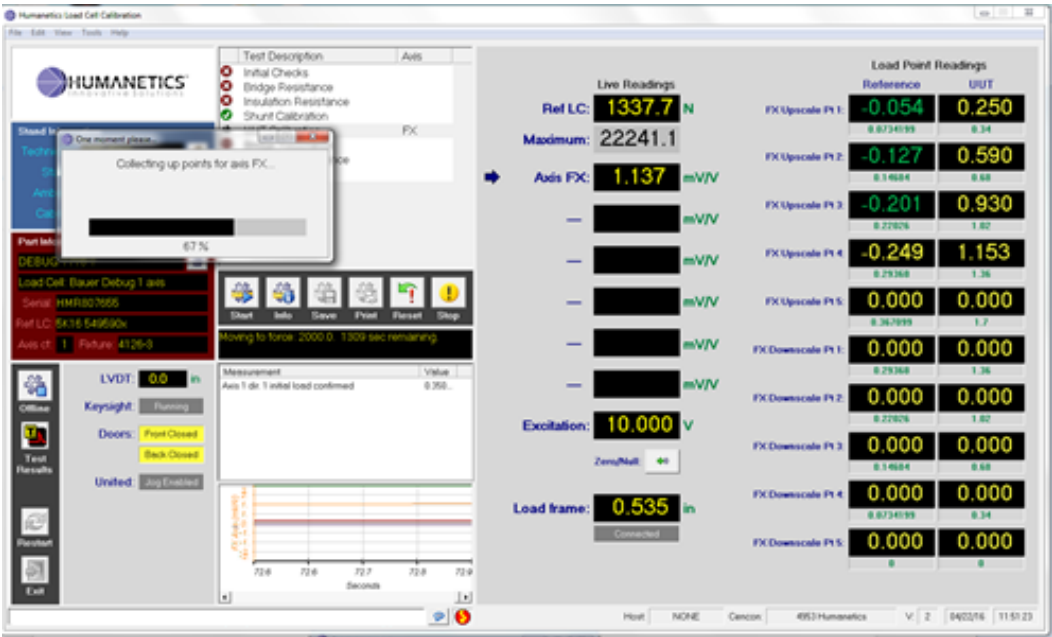 Humanetics Load Cell Calibration
File Edit View Tools Help
HUMANETICS
innovative solutions
Test Description Axis
Initial Checks
Bridge Resistance
Insulation Resistance
Shunt Calibration
FX
One moment please...
Collecting up points for axis FX...
67 %
DEBUG
Load Cell: Bauer Debug 1 axis
Serial: HMR807655
Ref LC:
Axis ct: 1 Fixture: 4126-3
Start Info Save Print Reset Stop
Moving to force: 2000.0. 1309 sec remaining.
Measurement Value
Axis 1 dir. 1 initial load confirmed 0.350...
Offline
Test Results
Restart
Exit
LVDT: 0.0 in
Keysight: Running
Doors: Front Closed
Back Closed
United: Jog Enabled
72.6 72.6 72.7 72.8 72.9
Seconds
Live Readings
Ref LC: 1337.7 N
Maximum: 22241.1
Axis FX: 1.137 mV/V
— mV/V
— mV/V
— mV/V
— mV/V
— mV/V
Excitation: 10.000 V
Zero/Null:
Load frame: 0.535 in
Connected
Load Point Readings
Reference UUT
FX Upscale Pt 1: -0.054 0.250
0.0734199 0.34
FX Upscale Pt 2: -0.127 0.590
0.14684 0.68
FX Upscale Pt 3: -0.201 0.930
0.22026 1.02
FX Upscale Pt 4: -0.249 1.153
0.29368 1.36
FX Upscale Pt 5: 0.000 0.000
0.367099 1.7
FX Downscale Pt 1: 0.000 0.000
0.29368 1.36
FX Downscale Pt 2: 0.000 0.000
0.22026 1.02
FX Downscale Pt 3: 0.000 0.000
0.14684 0.68
FX Downscale Pt 4: 0.000 0.000
0.0734199 0.34
FX Downscale Pt 5: 0.000 0.000
0 0
Host: NONE Cencon: 4953 Humanetics V: 2 04/22/16 11:51:23